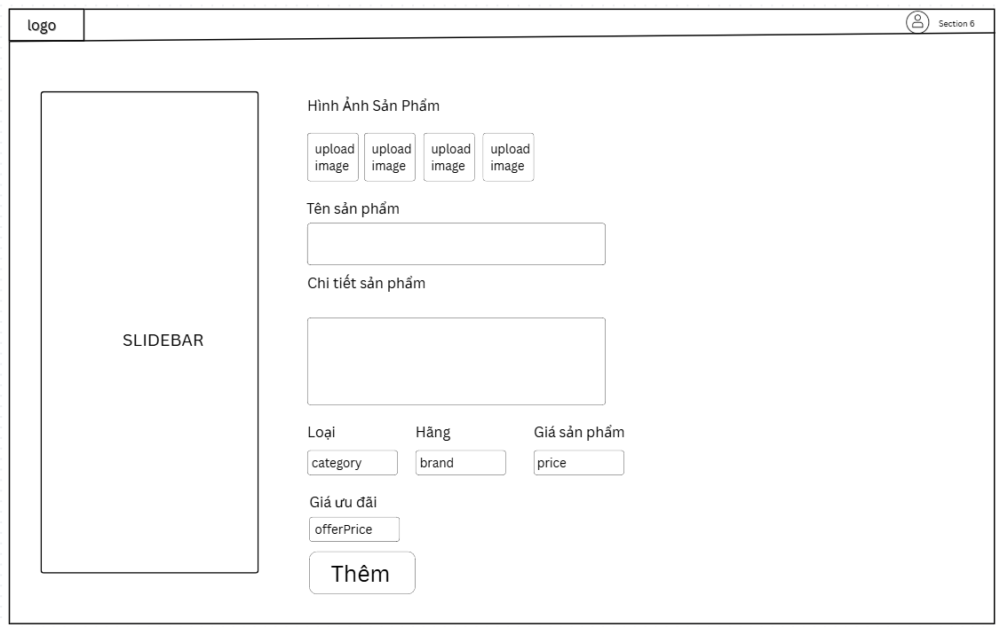 logo
Section 6
SLIDEBAR
Hình Ảnh Sản Phẩm
upload
image
upload
image
upload
image
upload
image
Tên sản phẩm
Chi tiết sản phẩm
Loại
Hãng
Giá sản phẩm
category
brand
price
Giá ưu đãi
offerPrice
Thêm